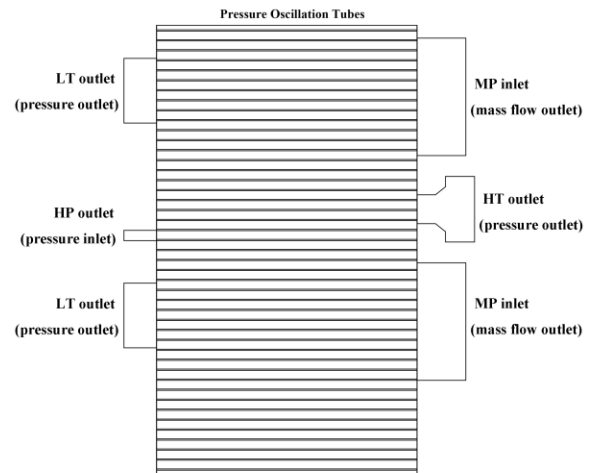 Pressure Oscillation Tubes
LT outlet
(pressure outlet)
MP inlet
(mass flow outlet)
HP outlet
(pressure inlet)
HT outlet
(pressure outlet)
LT outlet
(pressure outlet)
MP inlet
(mass flow outlet)